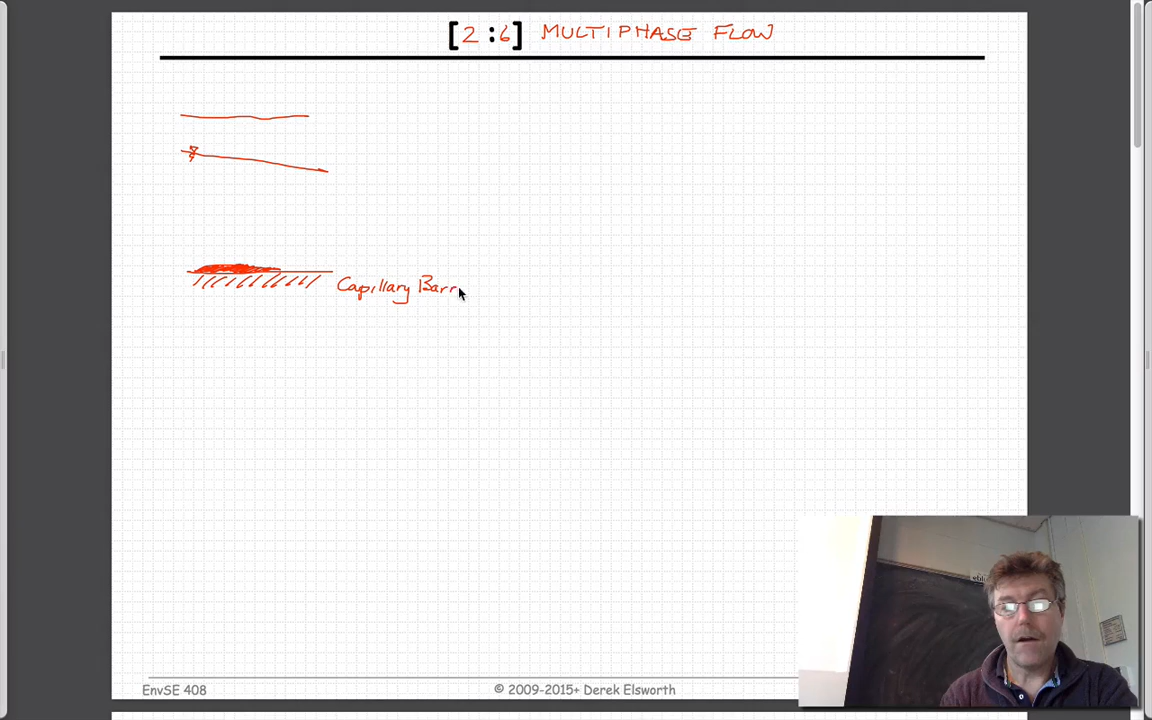 [2:6] MULTIPHASE FLOW
Capillary Barr
EnvSE 408
© 2009-2015+ Derek Elsworth